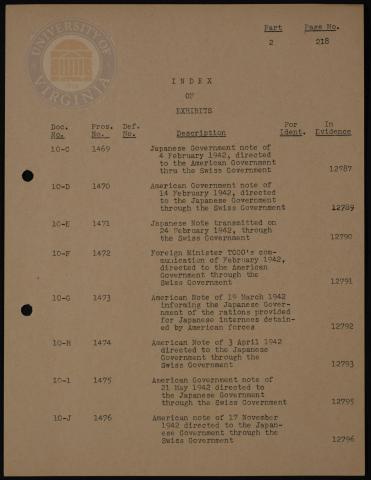 UNIVERSITY OF VIRGINIA
1819
Part Page No.
2 218
INDEX
OF
EXHIBITS
Doc. Pros. Def. For In
No. No. No. Description Ident. Evidence
10-C 1469 Japanese Government note of
4 February 1942, directed
to the American Government
thru the Swiss Government 12787
10-D 1470 American Government note of
14 February 1942, directed
to the Japanese Government
through the Swiss Government 12789
10-E 1471 Japanese Note transmitted on
24 February 1942, through
the Swiss Government 12790
10-F 1472 Foreign Minister TOGO's com-
munication of February 1942,
directed to the American
Government through the
Swiss Government 12791
10-G 1473 American Note of 19 March 1942
informing the Japanese Gover-
nment of the rations provided
for Japanese internees detain-
ed by American forces 12792
10-H 1474 American Note of 3 April 1942
directed to the Japanese
Government through the
Swiss Government 12793
10-1 1475 American Government note of
21 May 1942 directed to
the Japanese Government
through the Swiss Government 12795
10-J 1476 American note of 17 November
1942 directed to the Japan-
ese Government through the
Swiss Government 12796